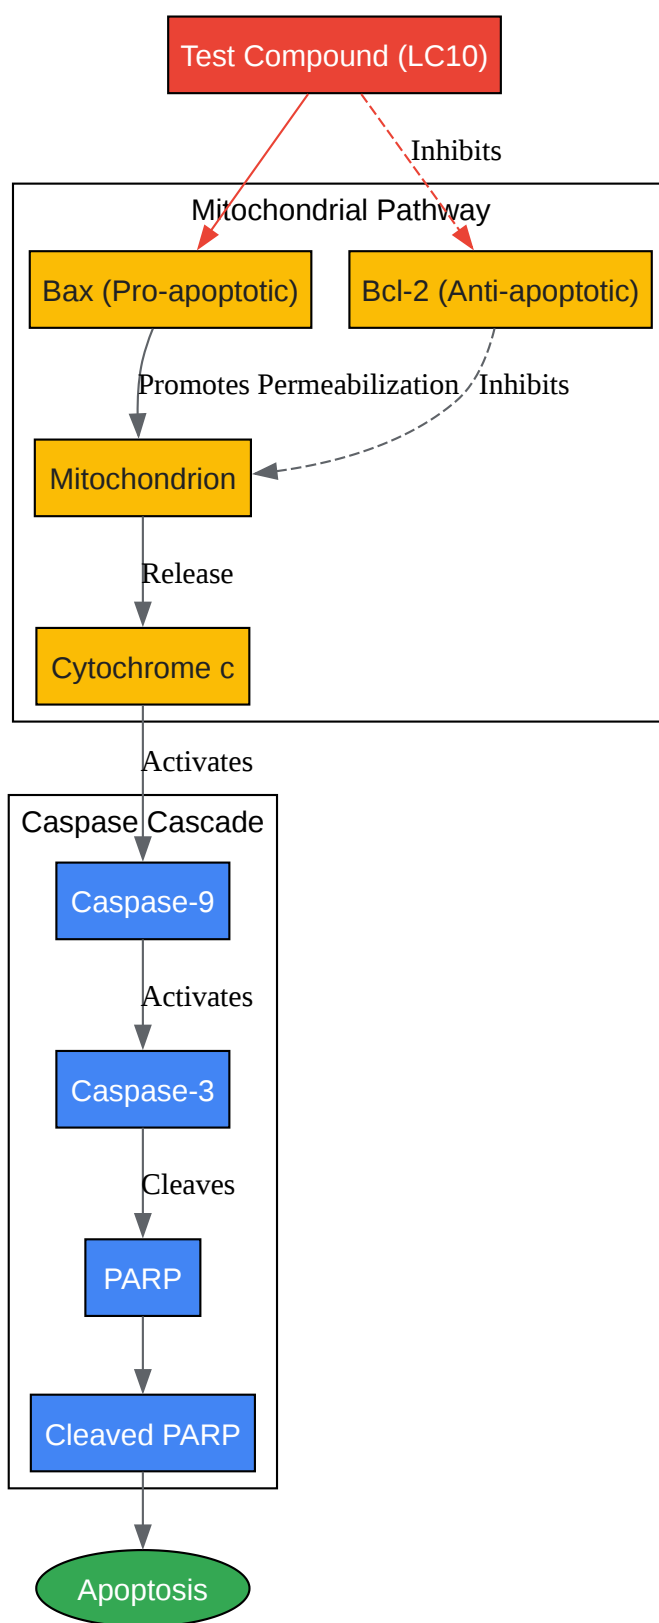 Test Compound (LC10)
Inhibits
Mitochondrial Pathway
Bax (Pro-apoptotic)
Bcl-2 (Anti-apoptotic)
Promotes Permeabilization
Inhibits
Mitochondrion
Release
Cytochrome c
Activates
Caspase Cascade
Caspase-9
Activates
Caspase-3
Cleaves
PARP
Cleaved PARP
Apoptosis